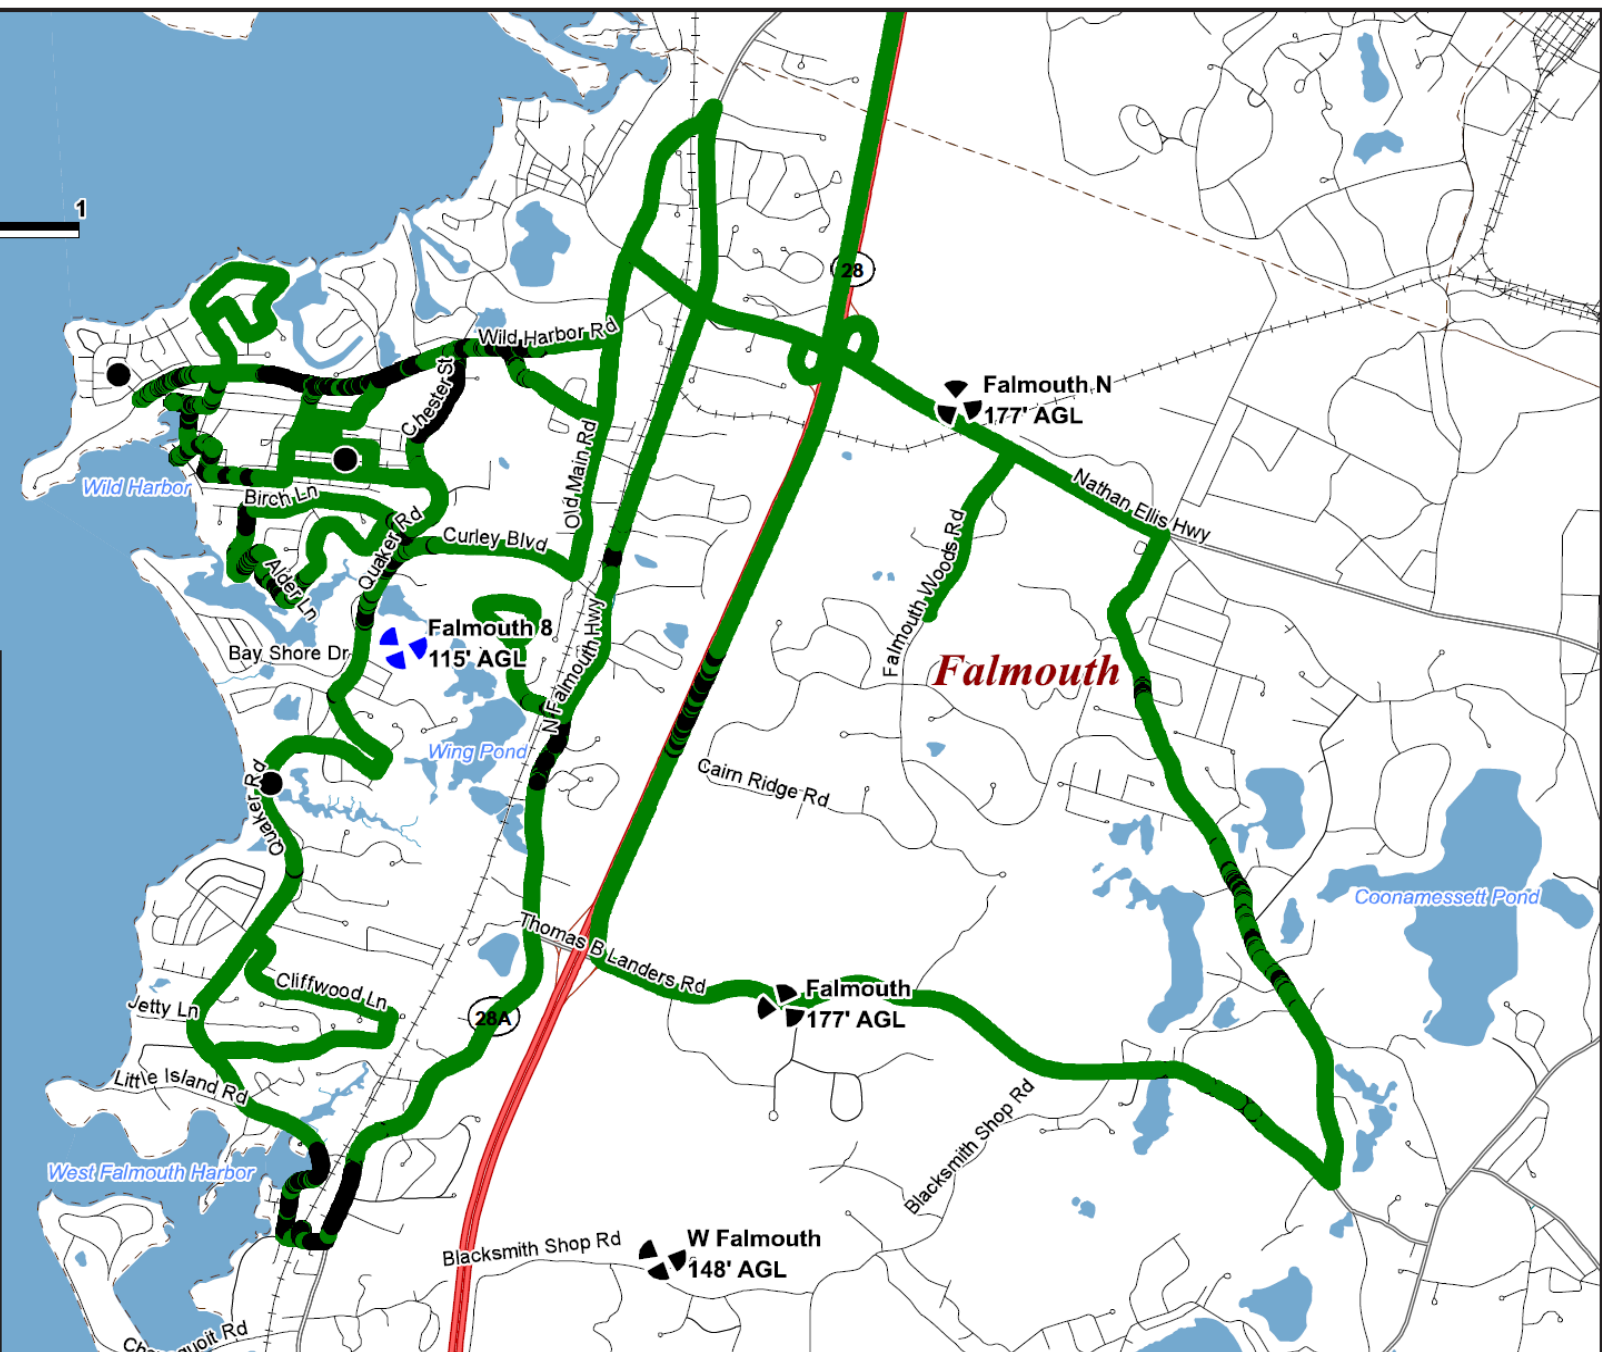 1
28
Wild Harbor Rd
Chester St
Falmouth N
177' AGL
Old Main Rd
Wild Harbor
Birch Ln
Quaker Rd
Curley Blvd
Nathan Ellis Hwy
Falmouth Woods Rd
Alder Ln
Bay Shore Dr
Falmouth 8
115' AGL
N Falmouth Hwy
Falmouth
Wing Pond
Cairn Ridge Rd
Quaker Rd
Coonamessett Pond
Thomas B Landers Rd
Cliffwood Ln
Jetty Ln
28A
Falmouth
177' AGL
Little Island Rd
Blacksmith Shop Rd
West Falmouth Harbor
Blacksmith Shop Rd
W Falmouth
148' AGL